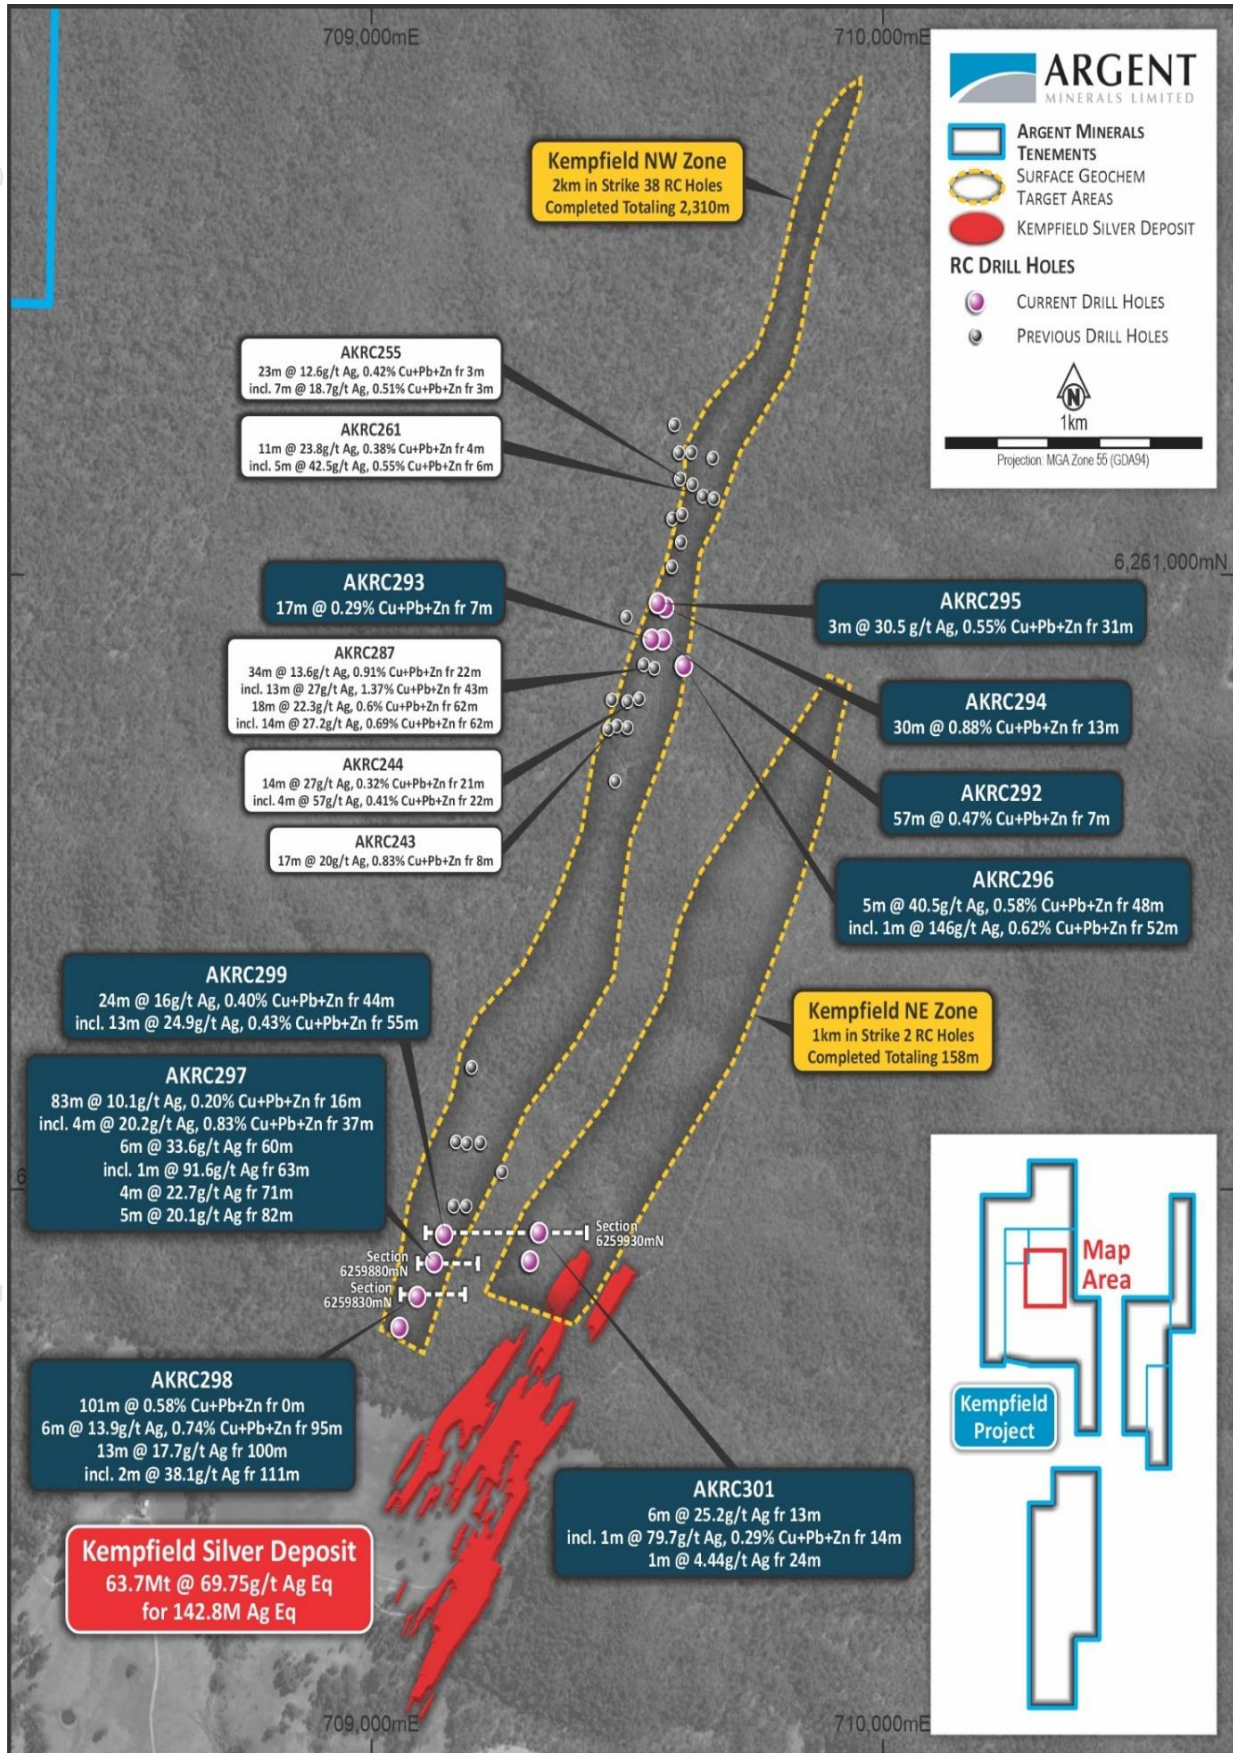 709,000mE
710,000mE
ARGENT
MINERALS LIMITED
ARGENT MINERALS
TENEMENTS
SURFACE GEOCHEM
TARGET AREAS
KEMPFIELD SILVER DEPOSIT
RC DRILL HOLES
CURRENT DRILL HOLES
PREVIOUS DRILL HOLES
N
1km
Projection: MGA Zone 55 (GDA94)
Kempfield NW Zone
2km in Strike 38 RC Holes
Completed Totaling 2,310m
AKRC255
23m @ 12.6g/t Ag, 0.42% Cu+Pb+Zn fr 3m
incl. 7m @ 18.7g/t Ag, 0.51% Cu+Pb+Zn fr 3m
AKRC261
11m @ 23.8g/t Ag, 0.38% Cu+Pb+Zn fr 4m
incl. 5m @ 42.5g/t Ag, 0.55% Cu+Pb+Zn fr 6m
6,261,000mN
AKRC293
17m @ 0.29% Cu+Pb+Zn fr 7m
AKRC295
3m @ 30.5 g/t Ag, 0.55% Cu+Pb+Zn fr 31m
AKRC287
34m @ 13.6g/t Ag, 0.91% Cu+Pb+Zn fr 22m
incl. 13m @ 27g/t Ag, 1.37% Cu+Pb+Zn fr 43m
18m @ 22.3g/t Ag, 0.6% Cu+Pb+Zn fr 62m
incl. 14m @ 27.2g/t Ag, 0.69% Cu+Pb+Zn fr 62m
AKRC294
30m @ 0.88% Cu+Pb+Zn fr 13m
AKRC244
14m @ 27g/t Ag, 0.32% Cu+Pb+Zn fr 21m
incl. 4m @ 57g/t Ag, 0.41% Cu+Pb+Zn fr 22m
AKRC292
57m @ 0.47% Cu+Pb+Zn fr 7m
AKRC243
17m @ 20g/t Ag, 0.83% Cu+Pb+Zn fr 8m
AKRC296
5m @ 40.5g/t Ag, 0.58% Cu+Pb+Zn fr 48m
incl. 1m @ 146g/t Ag, 0.62% Cu+Pb+Zn fr 52m
AKRC299
24m @ 16g/t Ag, 0.40% Cu+Pb+Zn fr 44m
incl. 13m @ 24.9g/t Ag, 0.43% Cu+Pb+Zn fr 55m
Kempfield NE Zone
1km in Strike 2 RC Holes
Completed Totaling 158m
AKRC297
83m @ 10.1g/t Ag, 0.20% Cu+Pb+Zn fr 16m
incl. 4m @ 20.2g/t Ag, 0.83% Cu+Pb+Zn fr 37m
6m @ 33.6g/t Ag fr 60m
incl. 1m @ 91.6g/t Ag fr 63m
4m @ 22.7g/t Ag fr 71m
5m @ 20.1g/t Ag fr 82m
Section
6259930mN
Section
6259880mN
Section
6259830mN
Map
Area
Kempfield
Project
AKRC298
101m @ 0.58% Cu+Pb+Zn fr 0m
6m @ 13.9g/t Ag, 0.74% Cu+Pb+Zn fr 95m
13m @ 17.7g/t Ag fr 100m
incl. 2m @ 38.1g/t Ag fr 111m
AKRC301
6m @ 25.2g/t Ag fr 13m
incl. 1m @ 79.7g/t Ag, 0.29% Cu+Pb+Zn fr 14m
1m @ 4.44g/t Ag fr 24m
Kempfield Silver Deposit
63.7Mt @ 69.75g/t Ag Eq
for 142.8M Ag Eq
709,000mE
710,000mE